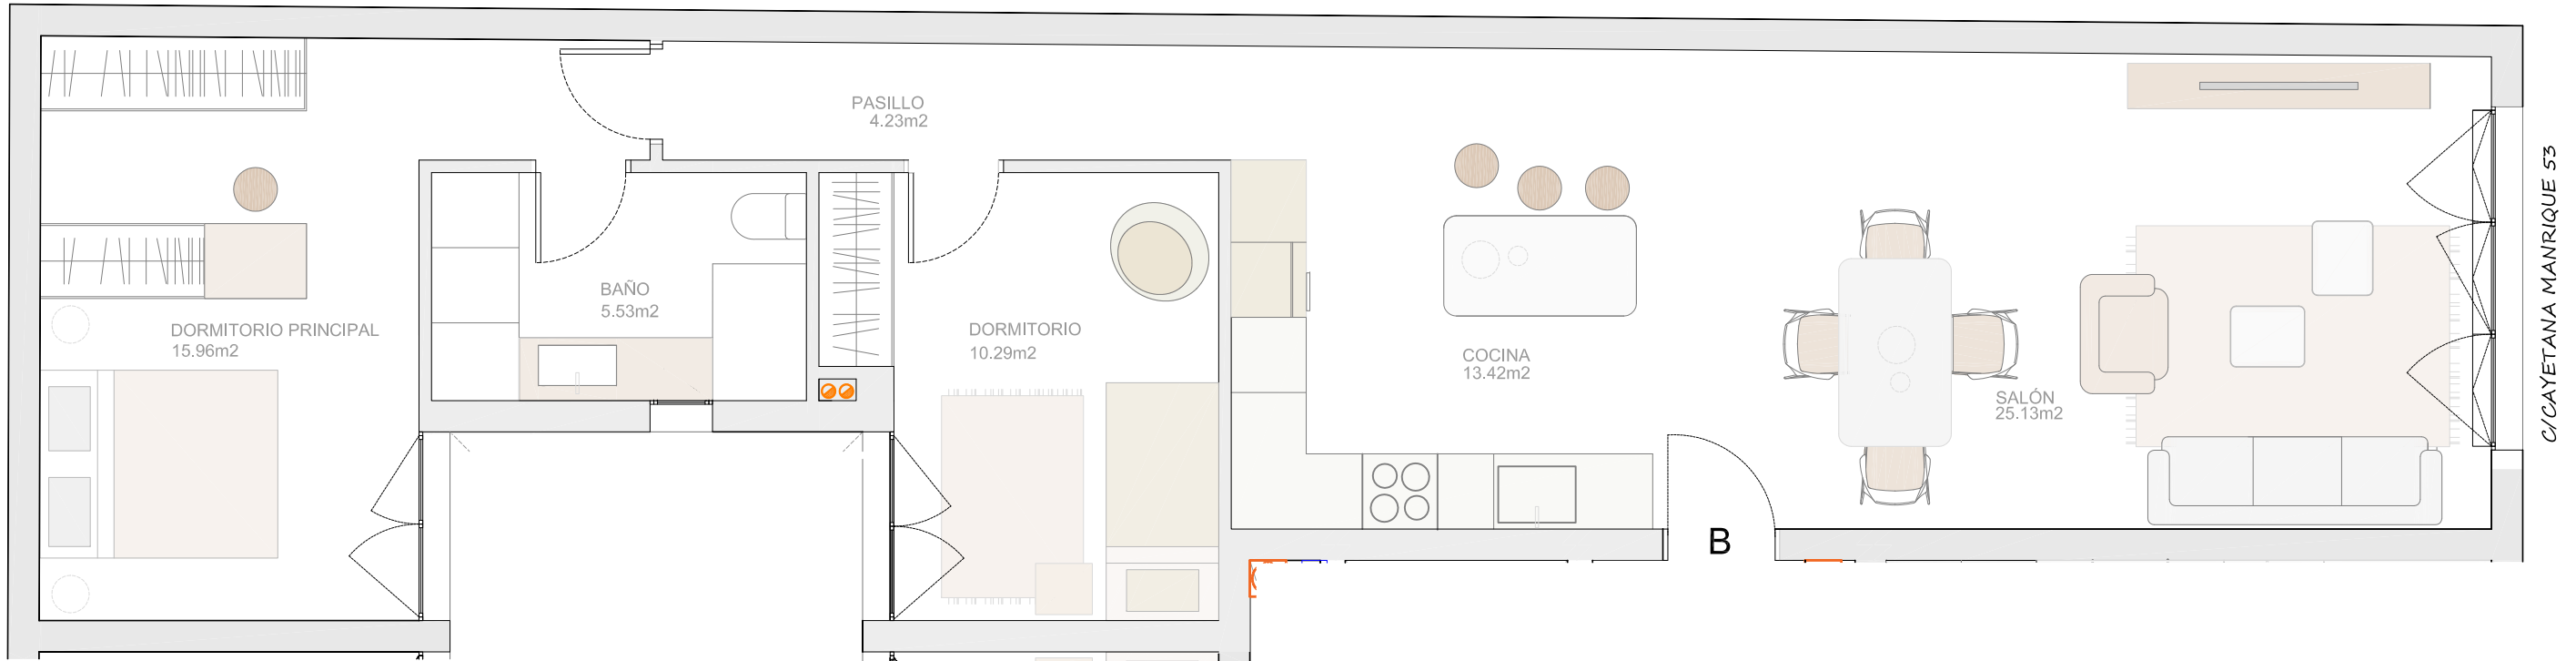 PASILLO
4.23m2
BAÑO
5.53m2
DORMITORIO PRINCIPAL
15.96m2
DORMITORIO
10.29m2
COCINA
13.42m2
SALÓN
25.13m2
B
C/CAYETANA MANRIQUE 53